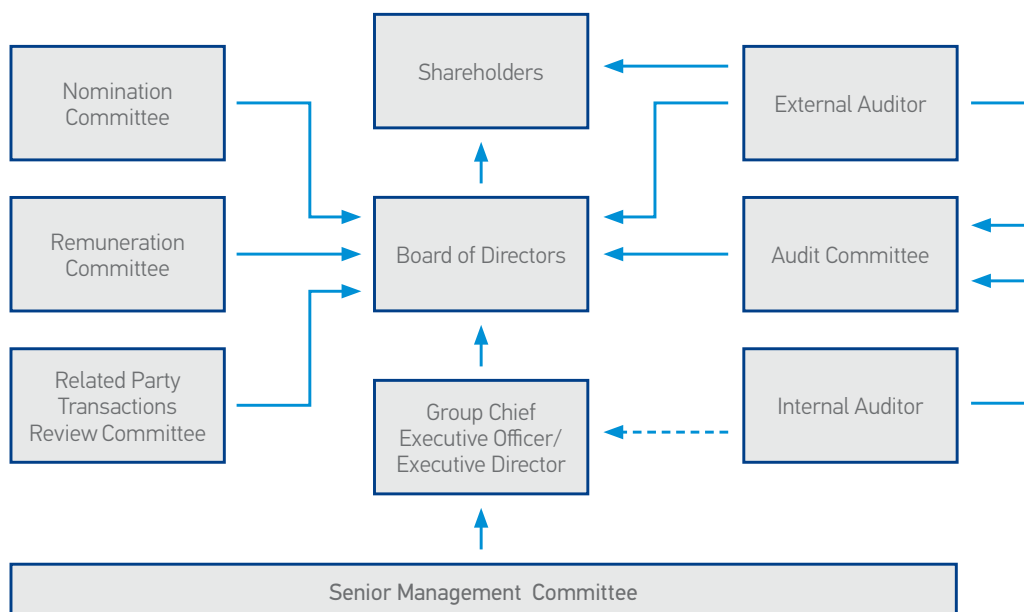 Nomination
Committee
Shareholders
External Auditor
Remuneration
Committee
Board of Directors
Audit Committee
Related Party
Transactions
Review Committee
Group Chief
Executive Officer/
Executive Director
Internal Auditor
Senior Management Committee